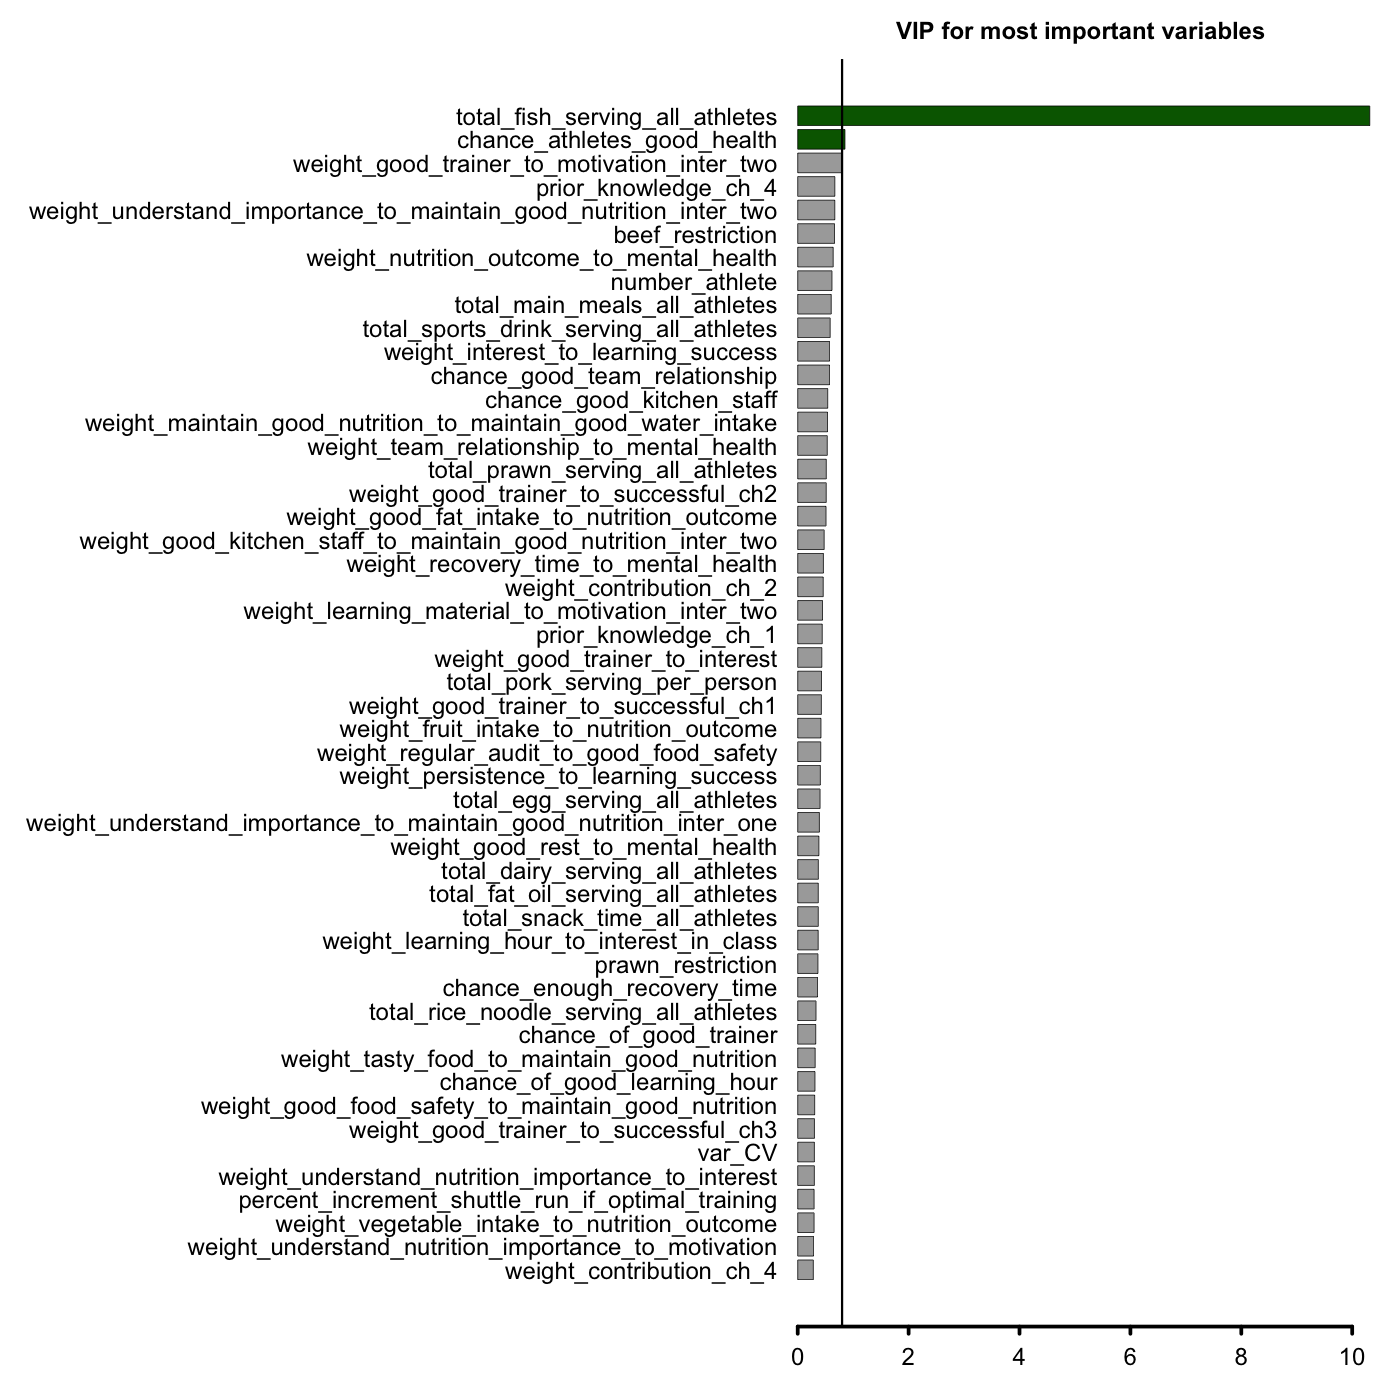 VIP for most important variables
total_fish_serving_all_athletes
chance_athletes_good_health
weight_good_trainer_to_motivation_inter_two
prior_knowledge_ch_4
weight_understand_importance_to_maintain_good_nutrition_inter_two
beef_restriction
weight_nutrition_outcome_to_mental_health
number_athlete
total_main_meals_all_athletes
total_sports_drink_serving_all_athletes
weight_interest_to_learning_success
chance_good_team_relationship
chance_good_kitchen_staff
weight_maintain_good_nutrition_to_maintain_good_water_intake
weight_team_relationship_to_mental_health
total_prawn_serving_all_athletes
weight_good_trainer_to_successful_ch2
weight_good_fat_intake_to_nutrition_outcome
weight_good_kitchen_staff_to_maintain_good_nutrition_inter_two
weight_recovery_time_to_mental_health
weight_contribution_ch_2
weight_learning_material_to_motivation_inter_two
prior_knowledge_ch_1
weight_good_trainer_to_interest
total_pork_serving_per_person
weight_good_trainer_to_successful_ch1
weight_fruit_intake_to_nutrition_outcome
weight_regular_audit_to_good_food_safety
weight_persistence_to_learning_success
total_egg_serving_all_athletes
weight_understand_importance_to_maintain_good_nutrition_inter_one
weight_good_rest_to_mental_health
total_dairy_serving_all_athletes
total_fat_oil_serving_all_athletes
total_snack_time_all_athletes
weight_learning_hour_to_interest_in_class
prawn_restriction
chance_enough_recovery_time
total_rice_noodle_serving_all_athletes
chance_of_good_trainer
weight_tasty_food_to_maintain_good_nutrition
chance_of_good_learning_hour
weight_good_food_safety_to_maintain_good_nutrition
weight_good_trainer_to_successful_ch3
var_CV
weight_understand_nutrition_importance_to_interest
percent_increment_shuttle_run_if_optimal_training
weight_vegetable_intake_to_nutrition_outcome
weight_understand_nutrition_importance_to_motivation
weight_contribution_ch_4
0 2 4 6 8 10